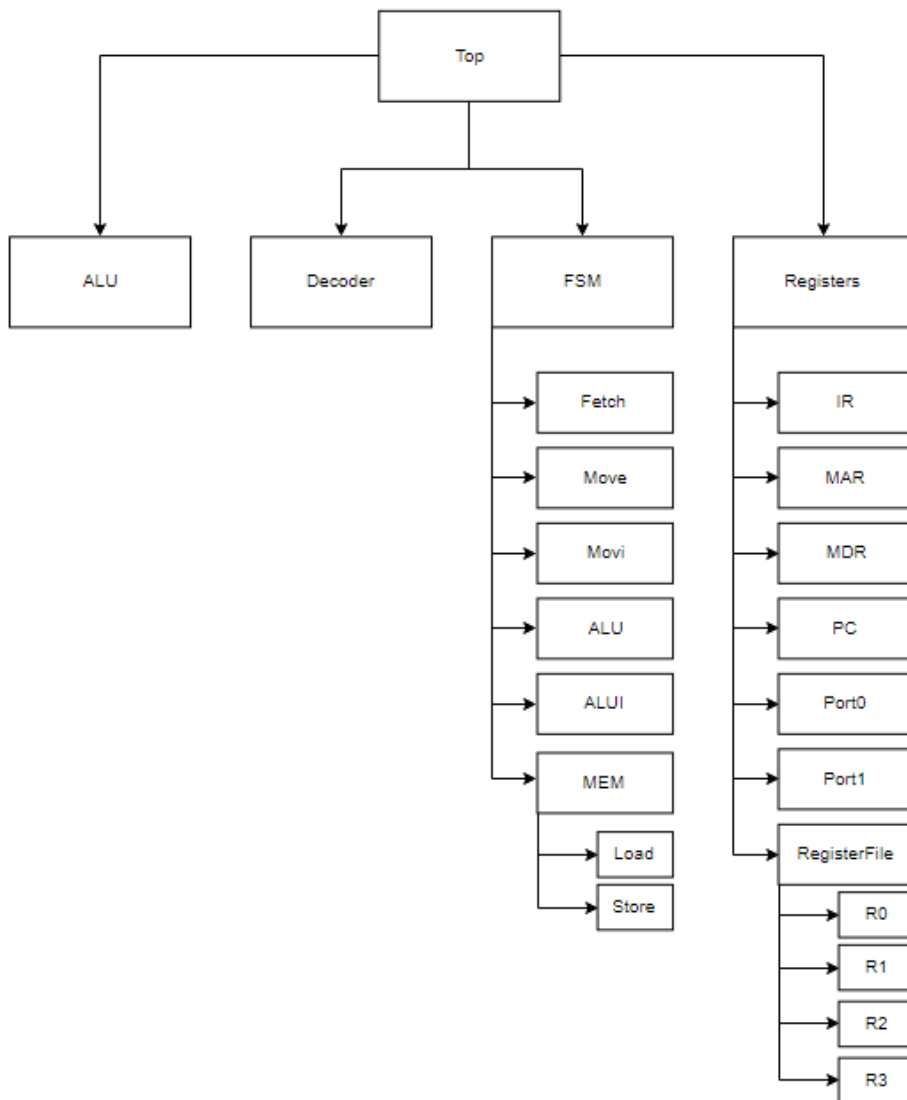 Top
ALU
Decoder
FSM
Registers
Fetch
IR
Move
MAR
Movi
MDR
ALU
PC
ALUI
Port0
MEM
Port1
Load
RegisterFile
Store
R0
R1
R2
R3